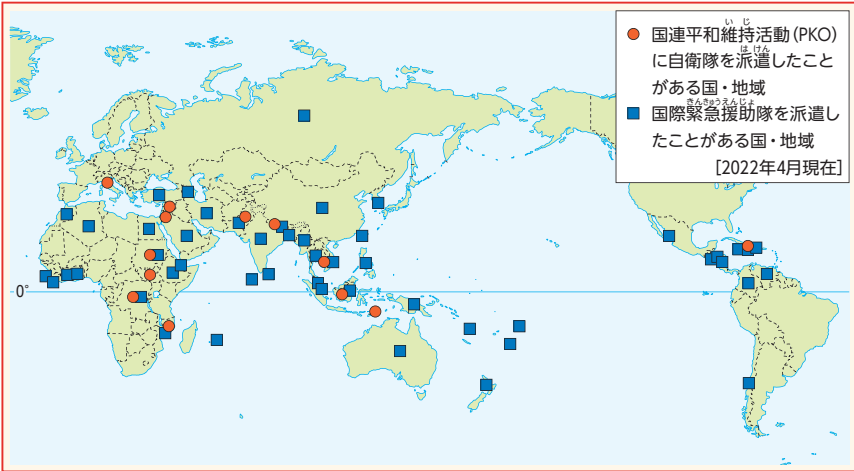 国連平和維持活動(PKO)
に自衛隊を派遣したこと
がある国・地域
国際緊急援助隊を派遣し
たことがある国・地域
[2022年4月現在]
0°